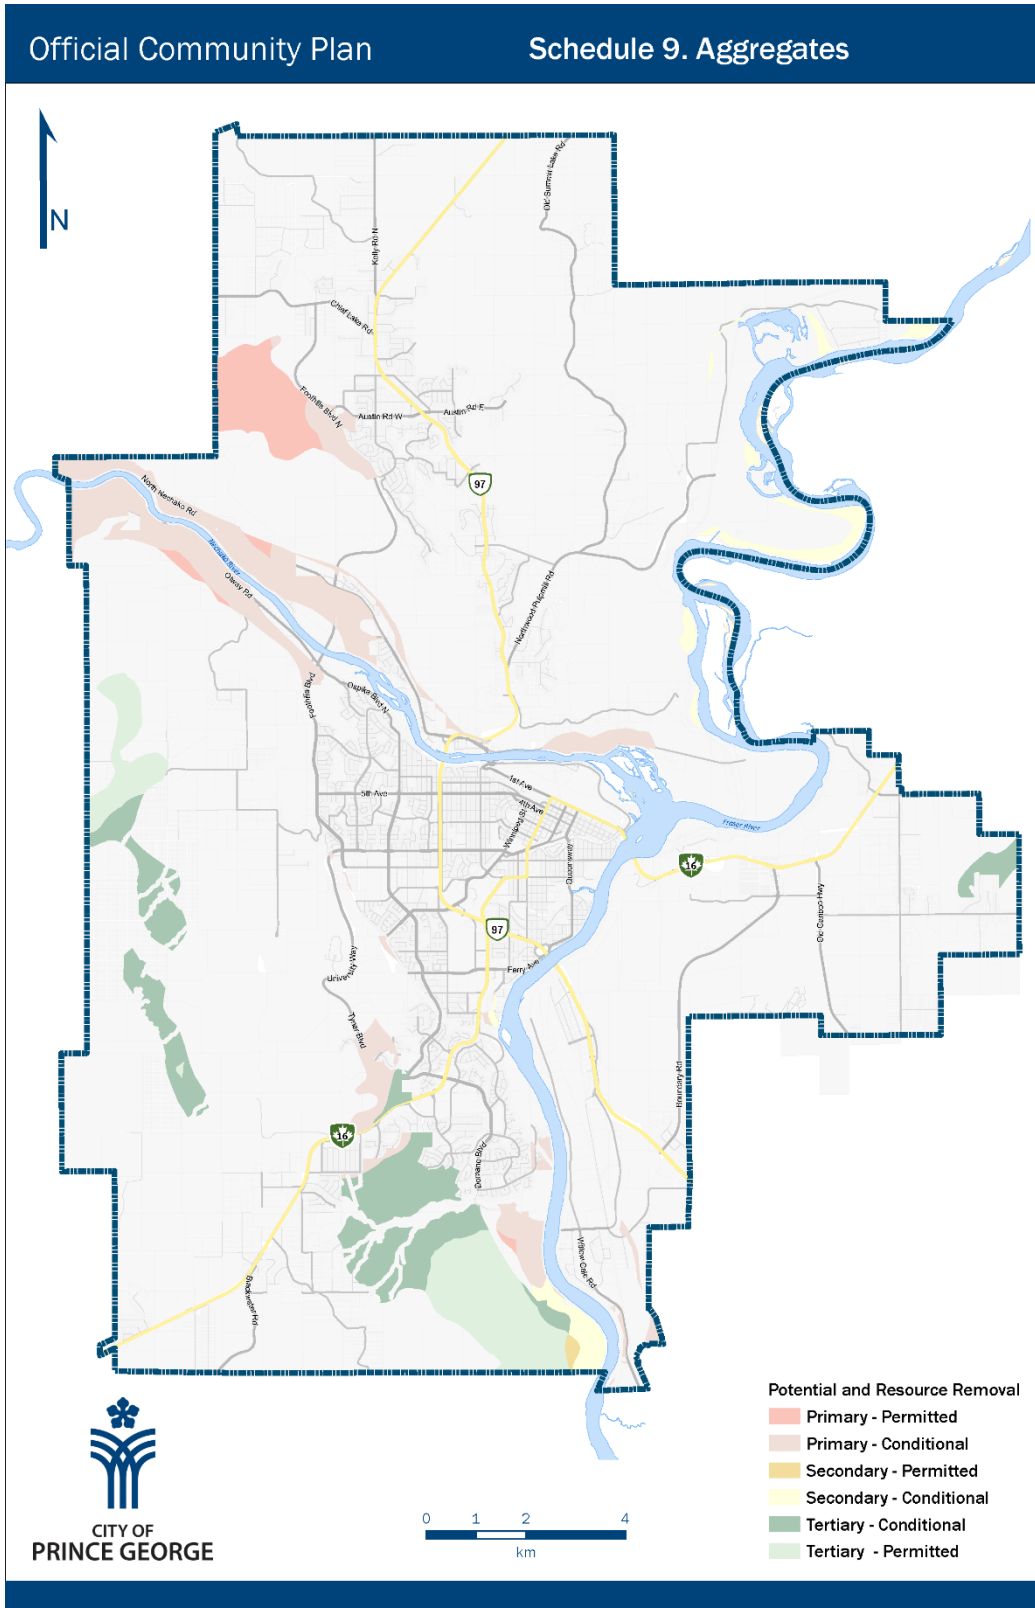 Official Community Plan
Schedule 9. Aggregates
N
Old Summit Lake Rd
Kelly Rd N
Chief Lake Rd
Foothills Blvd N
Austin Rd W
Austin Rd E
97
North Nechako Rd
Nechako River
Otway Rd
Northwood Pulpmill Rd
Foothills Blvd
Ospika Blvd N
1st Ave
5th Ave
4th Ave
Winnipeg St
Queensway
Fraser River
16
Old Cariboo Hwy
97
Ferry Ave
University Way
Tyner Blvd
Boundary Rd
16
Domano Blvd
Willow Cale Rd
Blackwater Rd
Potential and Resource Removal
Primary - Permitted
Primary - Conditional
Secondary - Permitted
Secondary - Conditional
Tertiary - Conditional
Tertiary - Permitted
CITY OF
PRINCE GEORGE
0 1 2 4
km